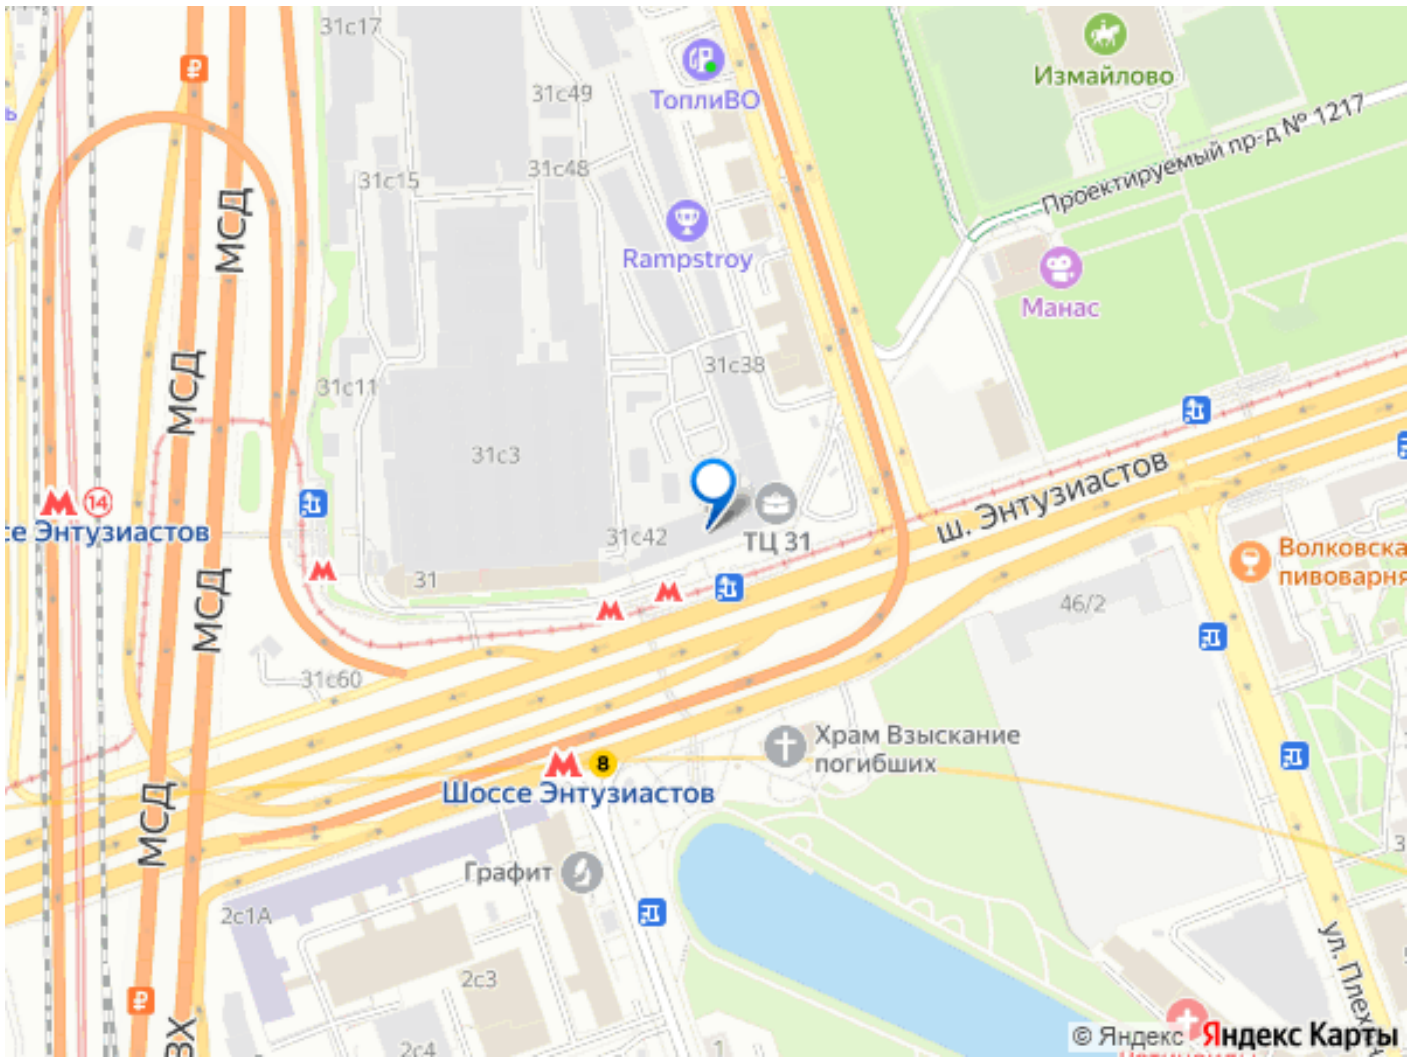 31с17
₽
ТоплиВО
31с49
Измайлово
Проектируемый пр-д № 1217
31с48
31с15
МСД
Rampstroy
Манас
МСД
31с38
31с11
31с3
14
М
се Энтузиастов
ш. Энтузиастов
31с42
ТЦ 31
Волковска
пивоварня
М
31
М
М
МСД
46/2
31с60
Храм Взыскание
погибших
М
8
Шоссе Энтузиастов
МСД
Графит
2с1А
2с3
ул. Плех
₽
ВХ
2с4
1
© Яндекс Яндекс Карты